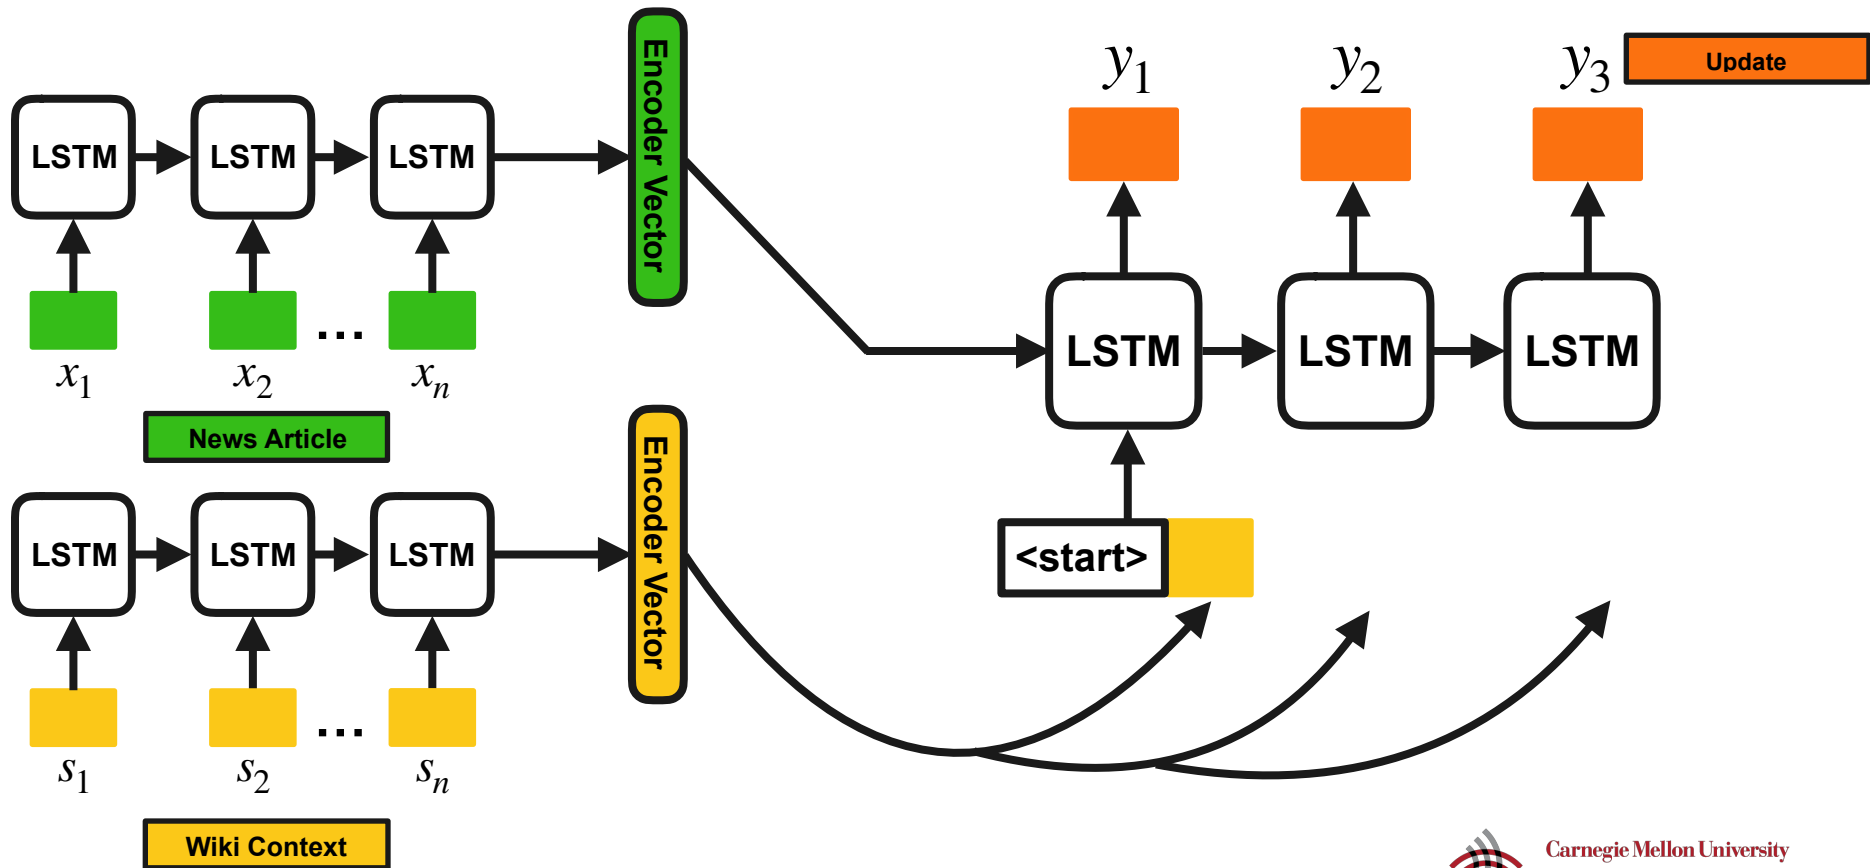 Encoder Vector
y1 y2 y3
Update
LSTM LSTM LSTM
x1 x2 ... xn
News Article
LSTM LSTM LSTM
Encoder Vector
<start>
LSTM LSTM LSTM
s1 s2 ... sn
Wiki Context
Carnegie Mellon University